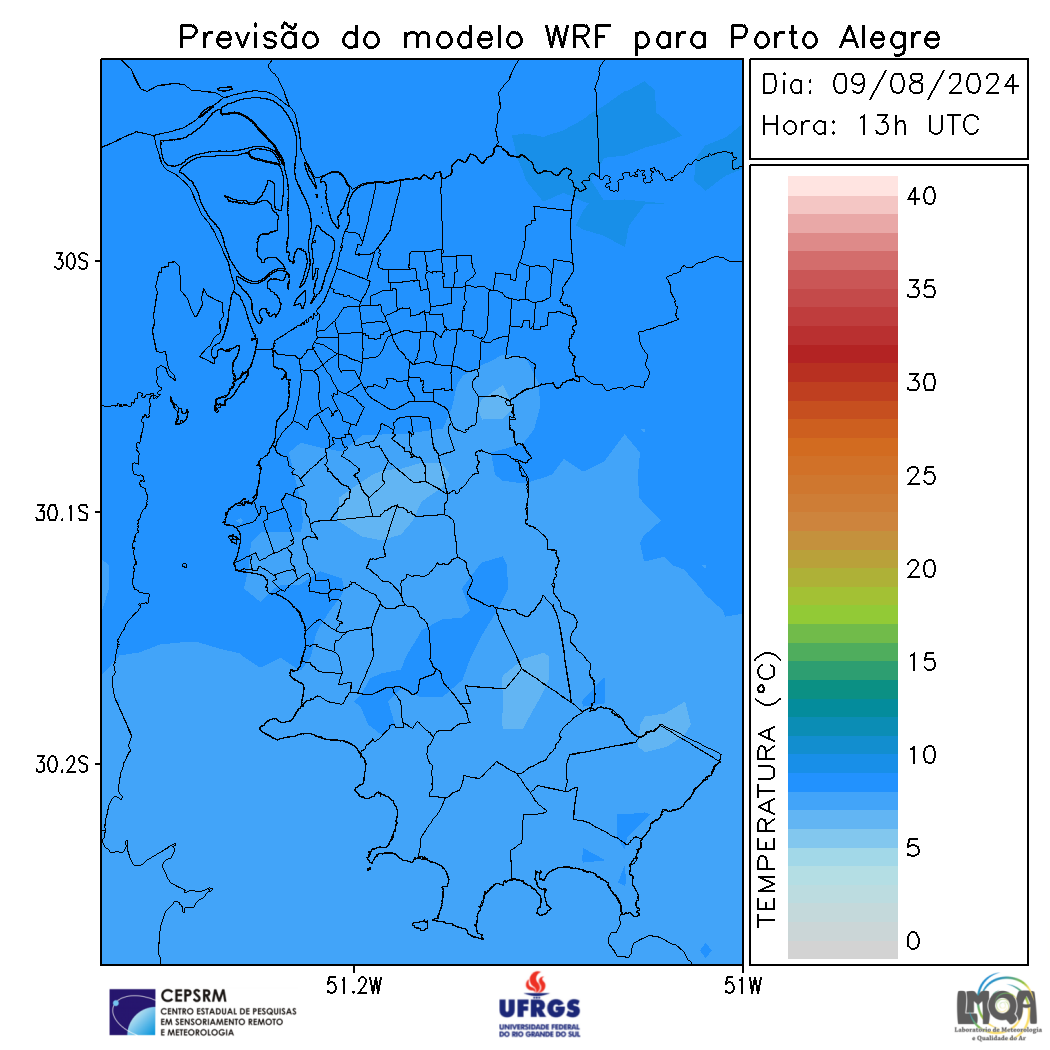 Previsão do modelo WRF para Porto Alegre
Dia: 09/08/2024
Hora: 13h UTC
30S
30.1S
30.2S
51.2W
51W
TEMPERATURA (°C)
40
35
30
25
20
15
10
5
0
CEPSRM
CENTRO ESTADUAL DE PESQUISAS
EM SENSORIAMENTO REMOTO
E METEOROLOGIA
UFRGS
UNIVERSIDADE FEDERAL
DO RIO GRANDE DO SUL
LMQA
Laboratório de Meteorologia
e Qualidade do Ar